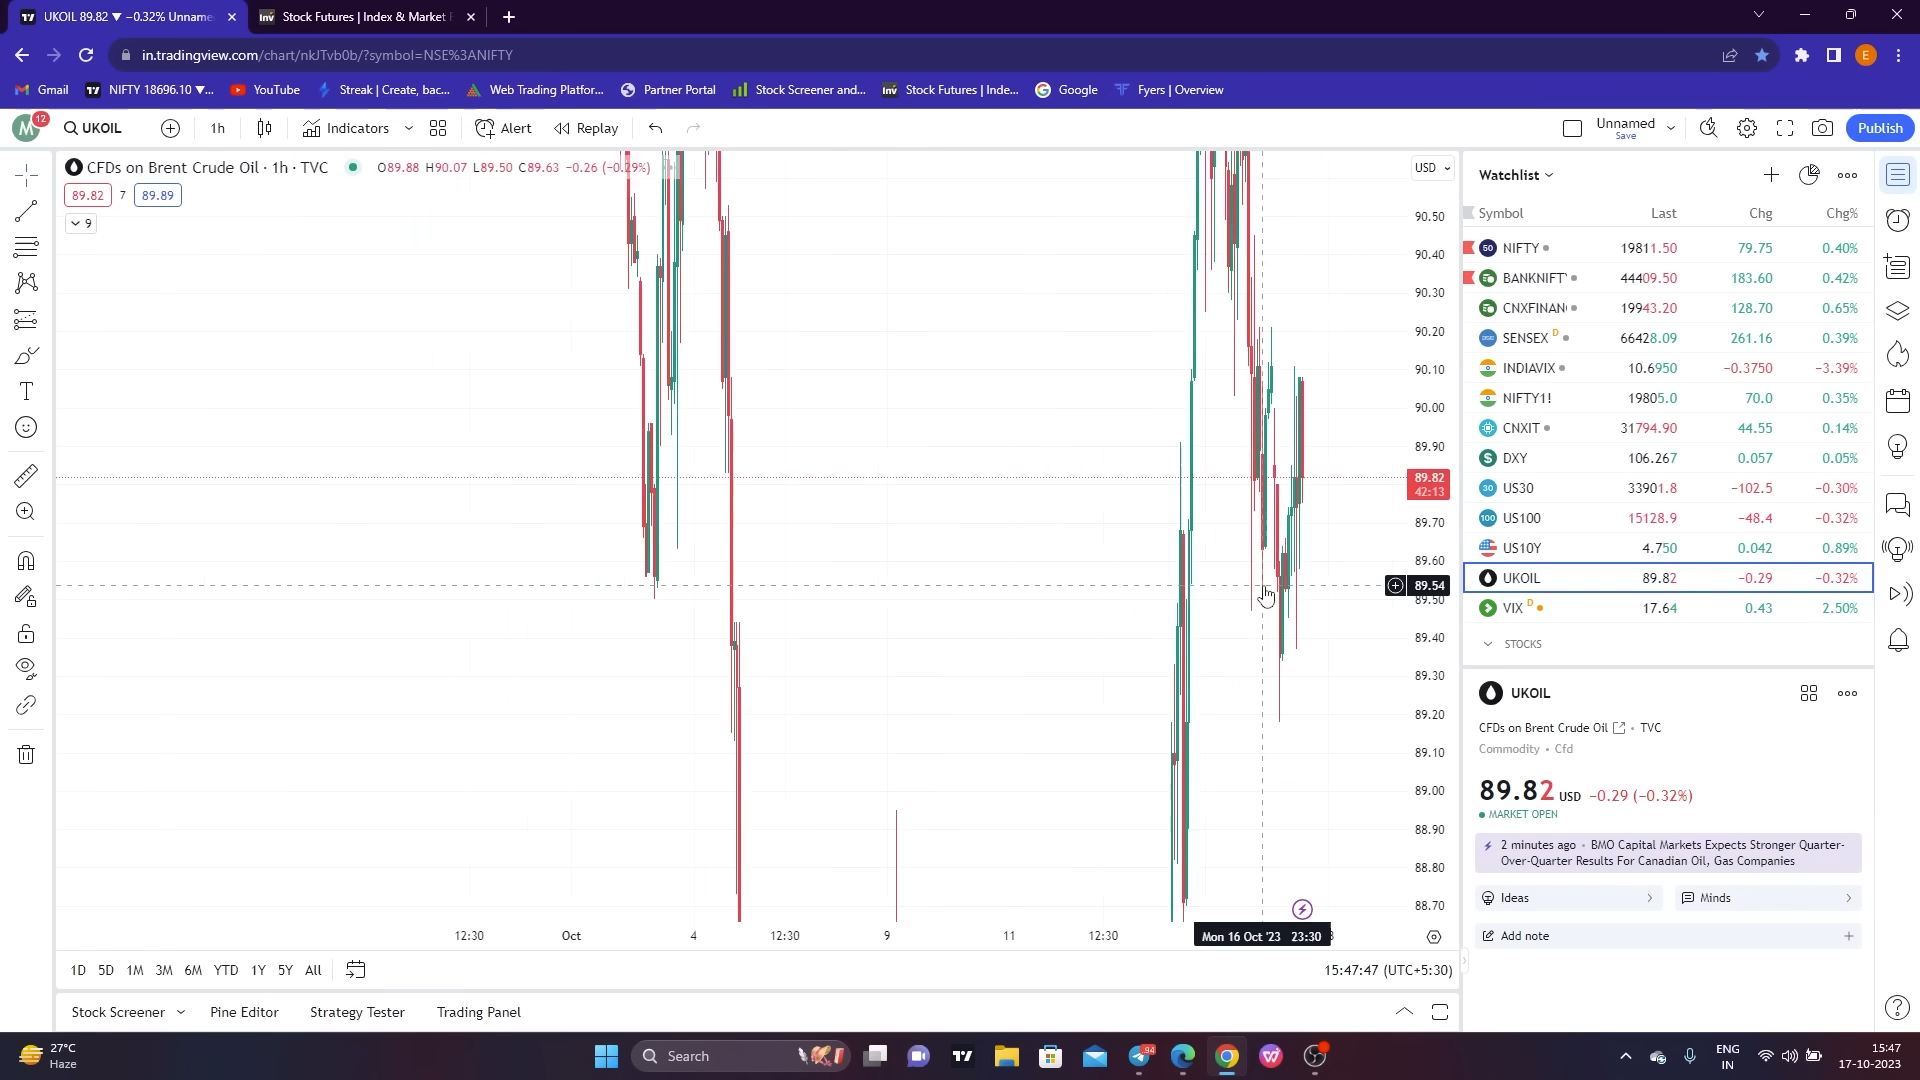 UKOIL 89.82 ▼ −0.32% Unname
Stock Futures | Index & Market F
in.tradingview.com/chart/nkJTvb0b/?symbol=NSE%3ANIFTY
E
Gmail
NIFTY 18696.10 ▼...
YouTube
Streak | Create, bac...
Web Trading Platfor...
Partner Portal
Stock Screener and...
Inv
Stock Futures | Inde...
Google
Fyers | Overview
M
12
UKOIL
1h
Indicators
Alert
Replay
Unnamed
Save
Publish
CFDs on Brent Crude Oil · 1h · TVC
O89.88 H90.07 L89.50 C89.63 −0.26 (−0.29%)
USD
89.82 7 89.89
9
90.50
90.40
90.30
90.20
90.10
90.00
89.90
89.82
42:13
89.70
89.60
89.54
89.50
89.40
89.30
89.20
89.10
89.00
88.90
88.80
88.70
12:30
Oct
4
12:30
9
11
12:30
Mon 16 Oct '23 23:30
1D 5D 1M 3M 6M YTD 1Y 5Y All
15:47:47 (UTC+5:30)
Stock Screener
Pine Editor
Strategy Tester
Trading Panel
Watchlist
Symbol Last Chg Chg%
50 NIFTY 19811.50 79.75 0.40%
BANKNIFT 44409.50 183.60 0.42%
CNXFINAN 19943.20 128.70 0.65%
SENSEX D 66428.09 261.16 0.39%
INDIAVIX 10.6950 −0.3750 −3.39%
NIFTY1! 19805.0 70.0 0.35%
CNXIT 31794.90 44.55 0.14%
DXY 106.267 0.057 0.05%
30 US30 33901.8 −102.5 −0.30%
100 US100 15128.9 −48.4 −0.32%
US10Y 4.750 0.042 0.89%
UKOIL 89.82 −0.29 −0.32%
VIX D 17.64 0.43 2.50%
STOCKS
UKOIL
CFDs on Brent Crude Oil · TVC
Commodity · Cfd
89.82 USD −0.29 (−0.32%)
MARKET OPEN
2 minutes ago · BMO Capital Markets Expects Stronger Quarter-
Over-Quarter Results For Canadian Oil, Gas Companies
Ideas
Minds
Add note
27°C
Haze
Search
94
ENG
IN
15:47
17-10-2023